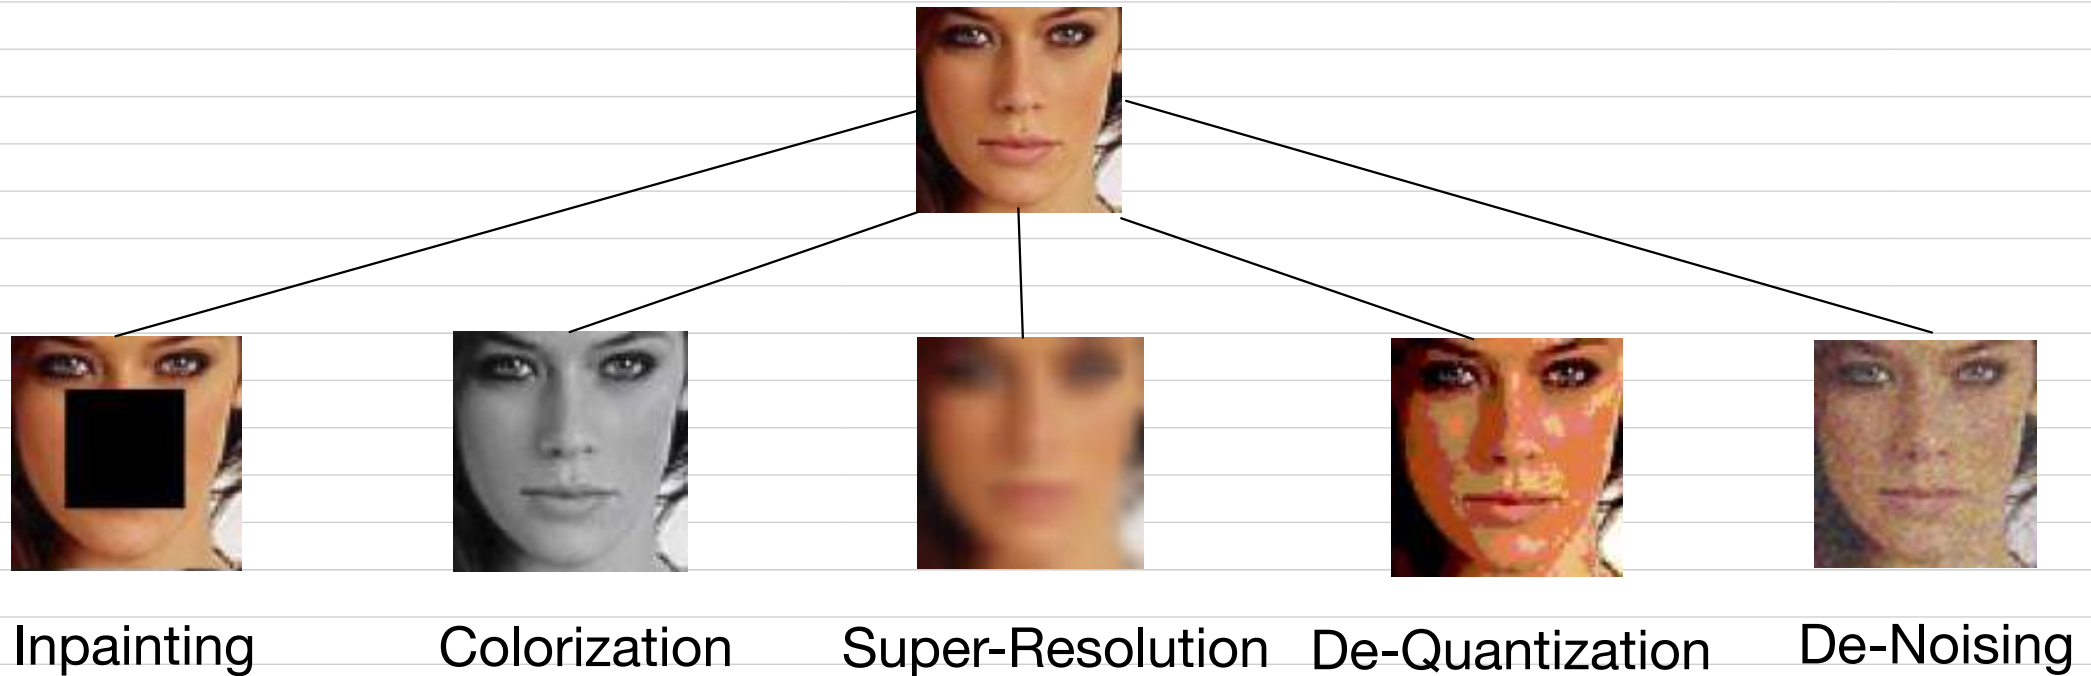 Inpainting
Colorization
Super-Resolution
De-Quantization
De-Noising